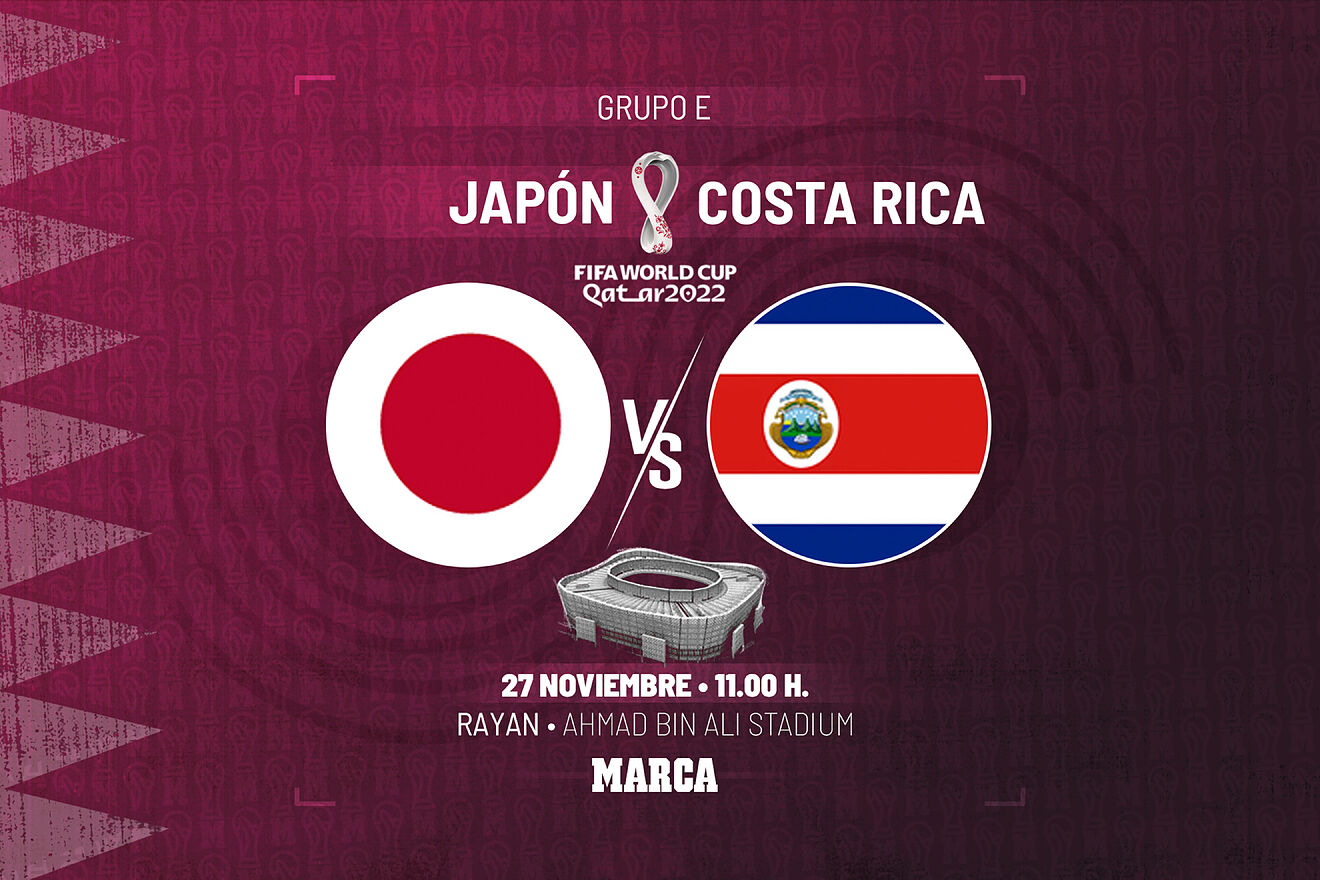 GRUPO E
JAPÓN COSTA RICA
FIFA WORLD CUP
Qatar2022
VS
27 NOVIEMBRE • 11.00 H.
RAYAN • AHMAD BIN ALI STADIUM
MARCA